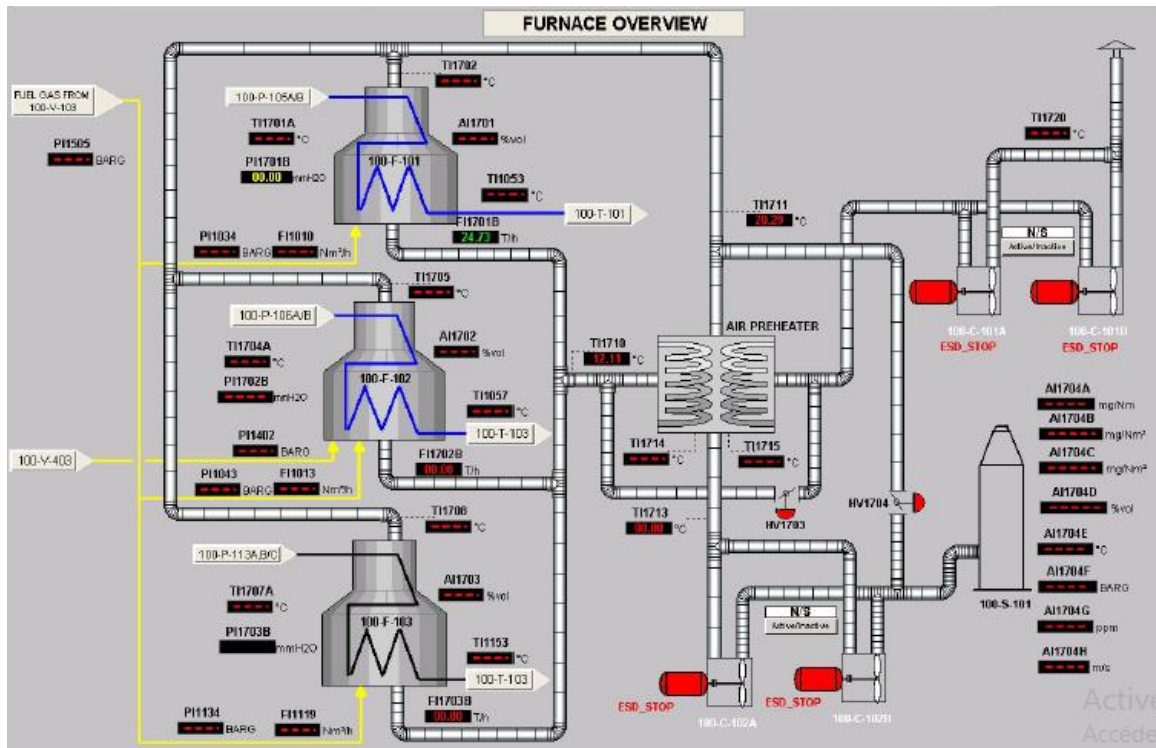 FURNACE OVERVIEW
FUEL GAS FROM
100-V-103
PI1505
---- BARG
TI1702
---- °C
100-P-105A/B
TI1701A
---- °C
AI1701
---- %vol
PI1701B
00.00 mmH2O
100-F-101
TI1053
---- °C
100-T-101
FI1701B
24.73 T/h
PI1034
---- BARG
FI1010
---- Nm³/h
TI1705
---- °C
100-P-106A/B
TI1704A
---- °C
AI1702
---- %vol
PI1702B
---- mmH2O
100-F-102
TI1057
---- °C
100-T-103
PI1402
---- BARG
100-V-403
FI1702B
00.00 T/h
PI1043
---- BARG
FI1013
---- Nm³/h
TI1708
---- °C
100-P-113A,B/C
TI1707A
---- °C
AI1703
---- %vol
PI1703B
mmH2O
100-F-103
TI1153
---- °C
100-T-103
FI1703B
00.00 T/h
PI1134
---- BARG
FI1119
---- Nm³/h
TI1711
20.29 °C
TI1720
---- °C
N/S
Active/Inactive
100-C-101A
ESD_STOP
100-C-101B
ESD_STOP
AIR PREHEATER
TI1710
12.11 °C
TI1714
---- °C
TI1715
---- °C
HV1703
HV1704
TI1713
00.00 °C
N/S
Active/Inactive
ESD_STOP
100-C-102A
ESD_STOP
100-C-102B
100-S-101
AI1704A
---- mg/Nm
AI1704B
----- mg/Nm³
AI1704C
----- mg/Nm³
AI1704D
----- %vol
AI1704E
---- °C
AI1704F
---- BARG
AI1704G
---- ppm
AI1704H
---- m/s
Active
Accéde